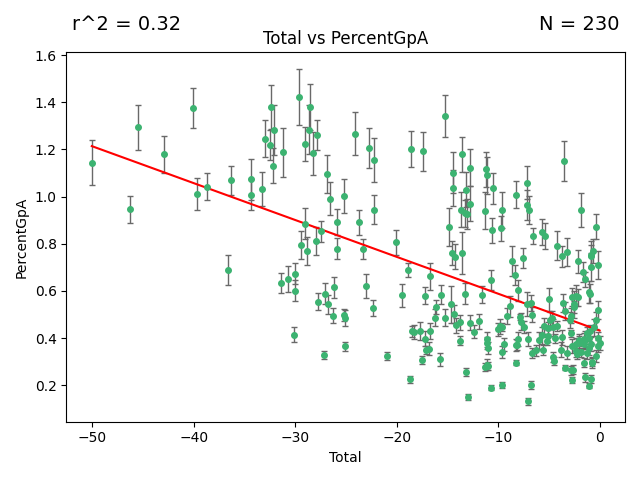 r^2 = 0.32
N = 230
Total vs PercentGpA
1.6
1.4
1.2
1.0
0.8
0.6
0.4
0.2
PercentGpA
−50
−40
−30
−20
−10
0
Total